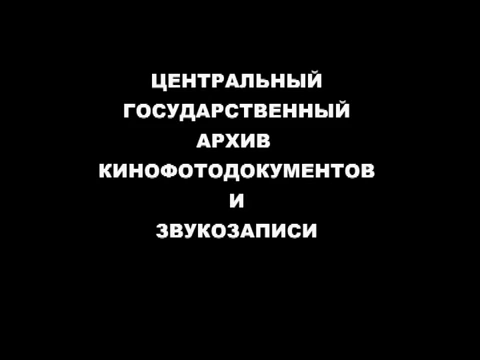 ЦЕНТРАЛЬНЫЙ
ГОСУДАРСТВЕННЫЙ
АРХИВ
КИНОФОТОДОКУМЕНТОВ
И
ЗВУКОЗАПИСИ